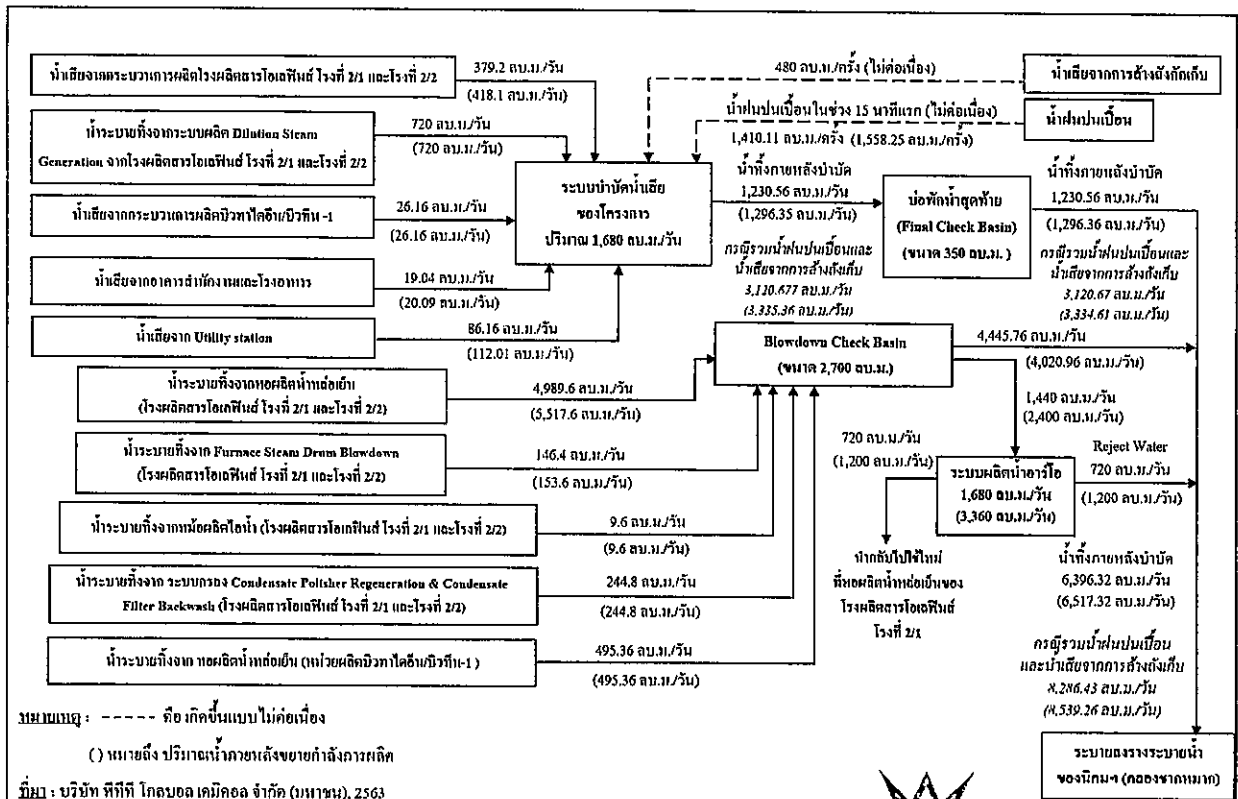 น้ำเสียจากกระบวนการผลิตโรงผลิตสารโอเลฟินส์ โรงที่ 2/1 และโรงที่ 2/2
379.2 ลบ.ม./วัน
(418.1 ลบ.ม./วัน)
480 ลบ.ม./ครั้ง (ไม่ต่อเนื่อง)
น้ำเสียจากการล้างถังกักเก็บ
น้ำฝนปนเปื้อนในช่วง 15 นาทีแรก (ไม่ต่อเนื่อง)
1,410.11 ลบ.ม./ครั้ง (1,558.25 ลบ.ม./ครั้ง)
น้ำฝนปนเปื้อน
น้ำระบายทิ้งจากระบบผลิต Dilution Steam
Generation จากโรงผลิตสารโอเลฟินส์ โรงที่ 2/1 และโรงที่ 2/2
720 ลบ.ม./วัน
(720 ลบ.ม./วัน)
น้ำเสียจากกระบวนการผลิตบิวทาไดอีน/บิวทีน-1
26.16 ลบ.ม./วัน
(26.16 ลบ.ม./วัน)
น้ำเสียจากอาคารสำนักงานและโรงอาหาร
19.04 ลบ.ม./วัน
(20.09 ลบ.ม./วัน)
น้ำเสียจาก Utility station
86.16 ลบ.ม./วัน
(112.01 ลบ.ม./วัน)
ระบบบำบัดน้ำเสีย
ของโครงการ
ปริมาณ 1,680 ลบ.ม./วัน
น้ำทิ้งภายหลังบำบัด
1,230.56 ลบ.ม./วัน
(1,296.35 ลบ.ม./วัน)
กรณีรวมน้ำฝนปนเปื้อนและ
น้ำเสียจากการล้างถังเก็บ
3,120.677 ลบ.ม./วัน
(3,335.36 ลบ.ม./วัน)
บ่อพักน้ำสุดท้าย
(Final Check Basin)
(ขนาด 350 ลบ.ม.)
น้ำทิ้งภายหลังบำบัด
1,230.56 ลบ.ม./วัน
(1,296.36 ลบ.ม./วัน)
กรณีรวมน้ำฝนปนเปื้อนและ
น้ำเสียจากการล้างถังเก็บ
3,120.67 ลบ.ม./วัน
(3,334.61 ลบ.ม./วัน)
น้ำระบายทิ้งจากหอผลิตน้ำหล่อเย็น
(โรงผลิตสารโอเลฟินส์ โรงที่ 2/1 และโรงที่ 2/2)
4,989.6 ลบ.ม./วัน
(5,517.6 ลบ.ม./วัน)
น้ำระบายทิ้งจาก Furnace Steam Drum Blowdown
(โรงผลิตสารโอเลฟินส์ โรงที่ 2/1 และโรงที่ 2/2)
146.4 ลบ.ม./วัน
(153.6 ลบ.ม./วัน)
น้ำระบายทิ้งจากหม้อผลิตไอน้ำ (โรงผลิตสารโอเลฟินส์ โรงที่ 2/1 และโรงที่ 2/2)
9.6 ลบ.ม./วัน
(9.6 ลบ.ม./วัน)
น้ำระบายทิ้งจาก ระบบกรอง Condensate Polisher Regeneration & Condensate
Filter Backwash (โรงผลิตสารโอเลฟินส์ โรงที่ 2/1 และโรงที่ 2/2)
244.8 ลบ.ม./วัน
(244.8 ลบ.ม./วัน)
น้ำระบายทิ้งจาก หอผลิตน้ำหล่อเย็น (หน่วยผลิตบิวทาไดอีน/บิวทีน-1 )
495.36 ลบ.ม./วัน
(495.36 ลบ.ม./วัน)
Blowdown Check Basin
(ขนาด 2,700 ลบ.ม.)
4,445.76 ลบ.ม./วัน
(4,020.96 ลบ.ม./วัน)
1,440 ลบ.ม./วัน
(2,400 ลบ.ม./วัน)
720 ลบ.ม./วัน
(1,200 ลบ.ม./วัน)
ระบบผลิตน้ำอาร์โอ
1,680 ลบ.ม./วัน
(3,360 ลบ.ม./วัน)
Reject Water
720 ลบ.ม./วัน
(1,200 ลบ.ม./วัน)
นำกลับไปใช้ใหม่
ที่หอผลิตน้ำหล่อเย็นของ
โรงผลิตสารโอเลฟินส์
โรงที่ 2/1
น้ำทิ้งภายหลังบำบัด
6,396.32 ลบ.ม./วัน
(6,517.32 ลบ.ม./วัน)
กรณีรวมน้ำฝนปนเปื้อน
และน้ำเสียจากการล้างถังเก็บ
8,286.43 ลบ.ม./วัน
(8,539.26 ลบ.ม./วัน)
ระบายลงรางระบายน้ำ
ของนิคมฯ (คลองชากหมาก)
หมายเหตุ : ------ คือ เกิดขึ้นแบบไม่ต่อเนื่อง
( ) หมายถึง ปริมาณน้ำภายหลังขยายกำลังการผลิต
ที่มา : บริษัท พีทีที โกลบอล เคมิคอล จำกัด (มหาชน), 2563